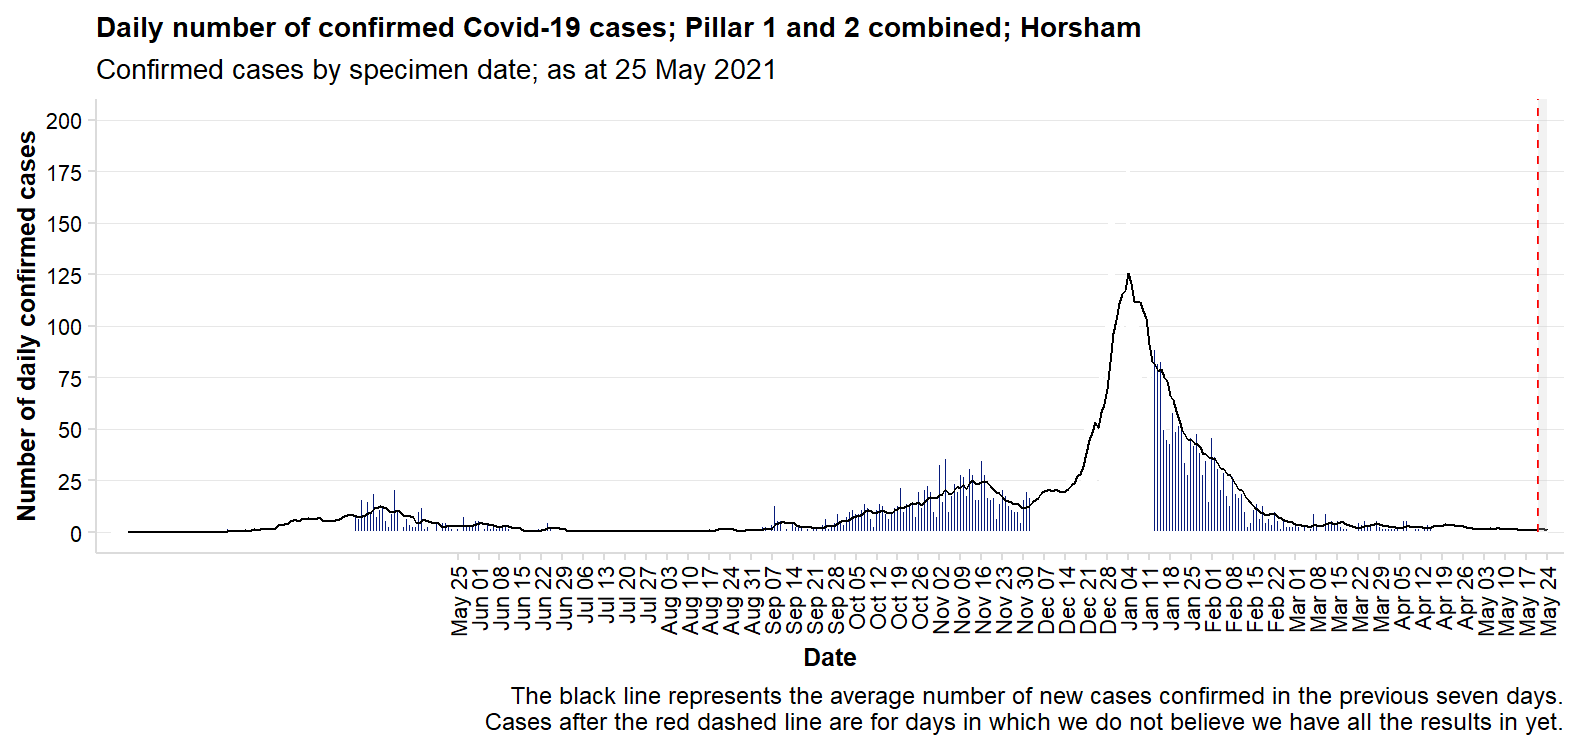 Daily number of confirmed Covid-19 cases; Pillar 1 and 2 combined; Horsham
Confirmed cases by specimen date; as at 25 May 2021
Number of daily confirmed cases
200
175
150
125
100
75
50
25
0
May 25
Jun 01
Jun 08
Jun 15
Jun 22
Jun 29
Jul 06
Jul 13
Jul 20
Jul 27
Aug 03
Aug 10
Aug 17
Aug 24
Aug 31
Sep 07
Sep 14
Sep 21
Sep 28
Oct 05
Oct 12
Oct 19
Oct 26
Nov 02
Nov 09
Nov 16
Nov 23
Nov 30
Dec 07
Dec 14
Dec 21
Dec 28
Jan 04
Jan 11
Jan 18
Jan 25
Feb 01
Feb 08
Feb 15
Feb 22
Mar 01
Mar 08
Mar 15
Mar 22
Mar 29
Apr 05
Apr 12
Apr 19
Apr 26
May 03
May 10
May 17
May 24
Date
The black line represents the average number of new cases confirmed in the previous seven days.
Cases after the red dashed line are for days in which we do not believe we have all the results in yet.